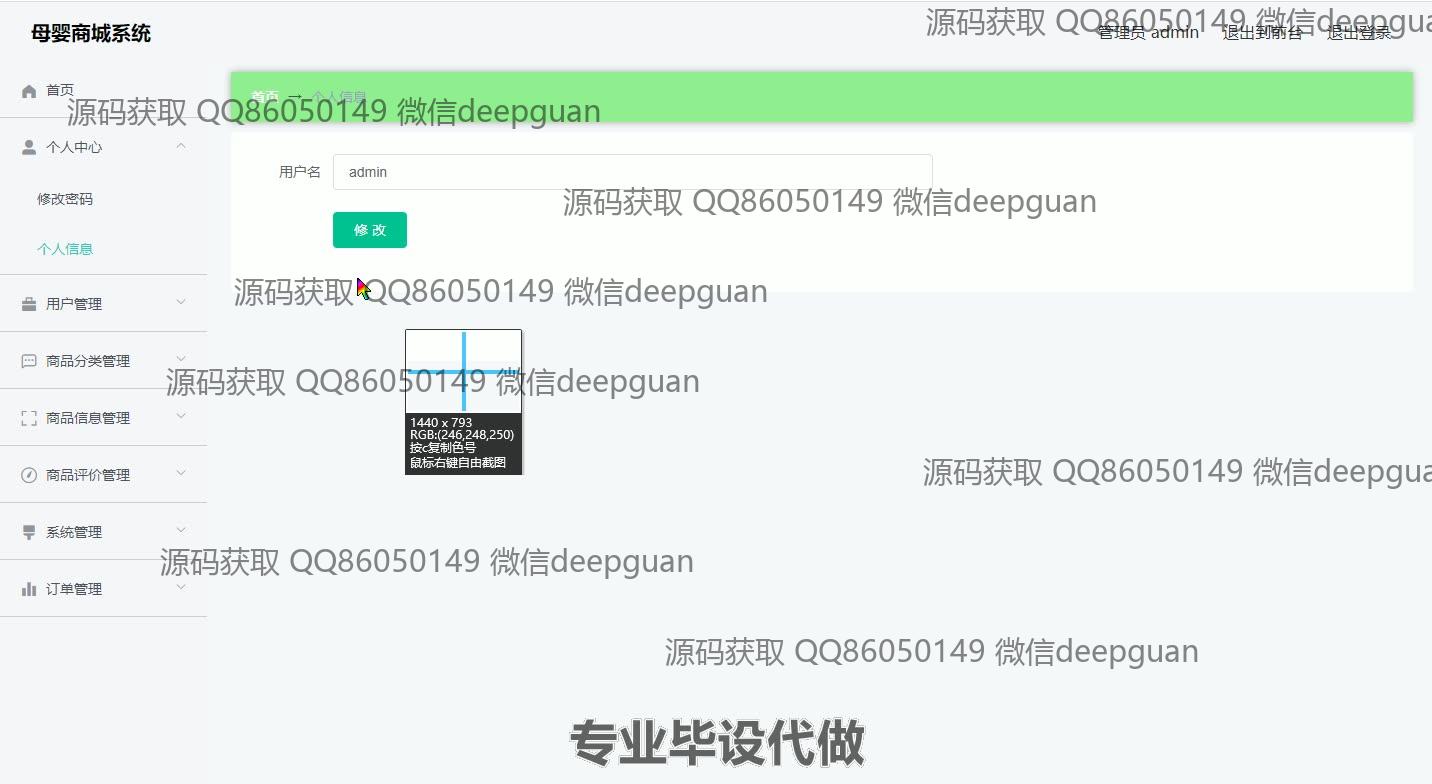 母婴商城系统
源码获取 QQ86050149 微信deepgua
管理员 admin 退出到前台 退出登录
首页
首页 → 个人信息
源码获取 QQ86050149 微信deepguan
个人中心
用户名 admin
修改密码
源码获取 QQ86050149 微信deepguan
修 改
个人信息
源码获取 QQ86050149 微信deepguan
用户管理
商品分类管理
源码获取 QQ86050149 微信deepguan
商品信息管理
1440 x 793
RGB:(246,248,250)
按c复制色号
鼠标右键自由截图
商品评价管理
源码获取 QQ86050149 微信deepgua
系统管理
源码获取 QQ86050149 微信deepguan
订单管理
源码获取 QQ86050149 微信deepguan
专业毕设代做